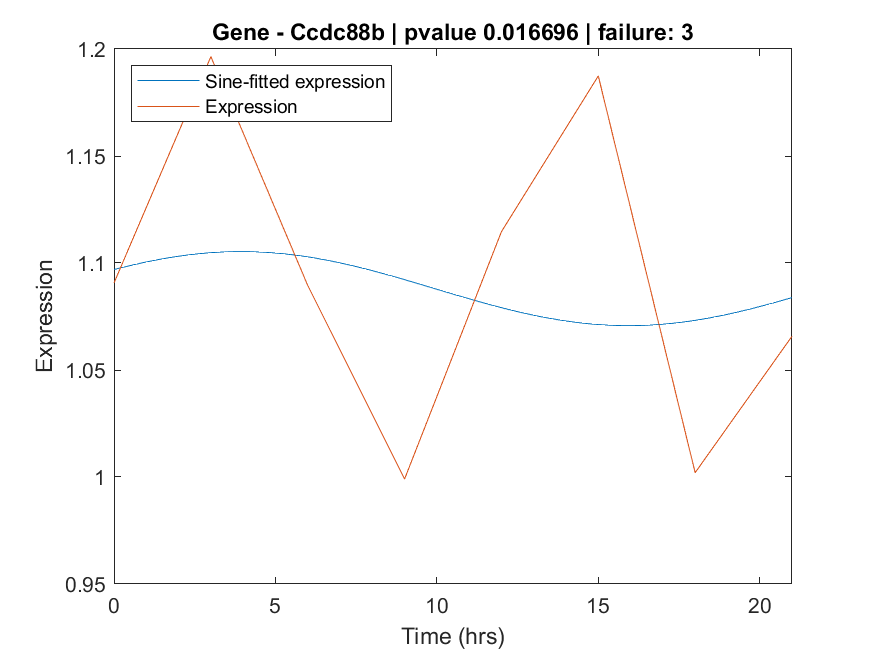 Gene - Ccdc88b | pvalue 0.016696 | failure: 3
Sine-fitted expression
Expression
1.2
1.15
1.1
1.05
1
0.95
Expression
0 5 10 15 20
Time (hrs)